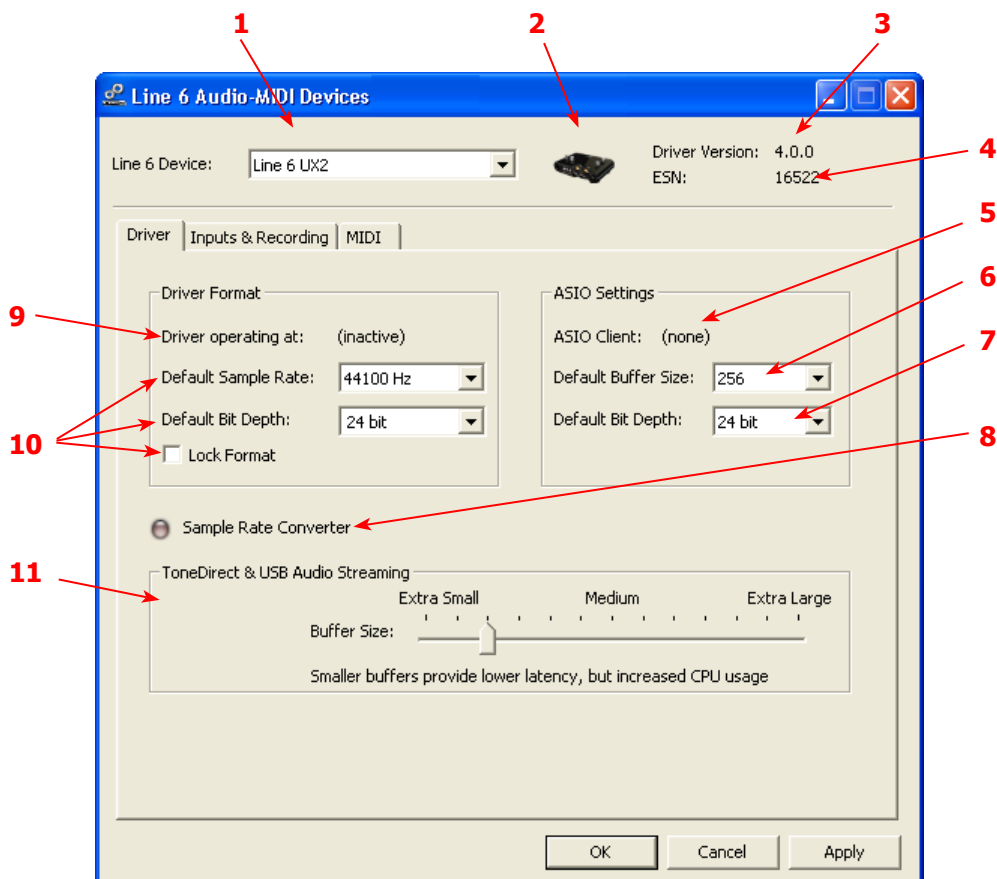 1 2 3
Line 6 Audio-MIDI Devices
4
Line 6 Device: Line 6 UX2 Driver Version: 4.0.0
ESN: 16522
5
Driver Inputs & Recording MIDI
6
Driver Format ASIO Settings
9
Driver operating at: (inactive) ASIO Client: (none)
7
Default Sample Rate: 44100 Hz Default Buffer Size: 256
Default Bit Depth: 24 bit Default Bit Depth: 24 bit
10 8
Lock Format
Sample Rate Converter
11
ToneDirect & USB Audio Streaming
Extra Small Medium Extra Large
Buffer Size:
Smaller buffers provide lower latency, but increased CPU usage
OK Cancel Apply